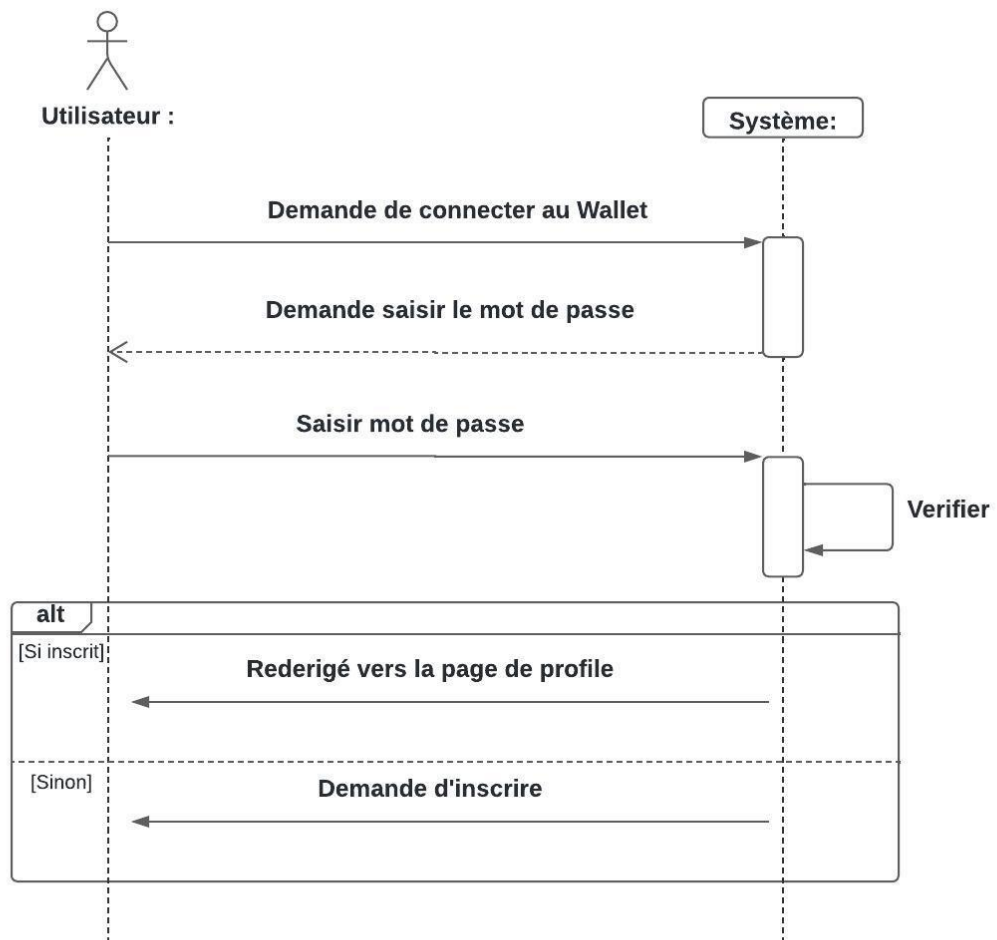 Utilisateur :
Système:
Demande de connecter au Wallet
Demande saisir le mot de passe
Saisir mot de passe
Verifier
alt
[Si inscrit]
Rederigé vers la page de profile
[Sinon]
Demande d'inscrire